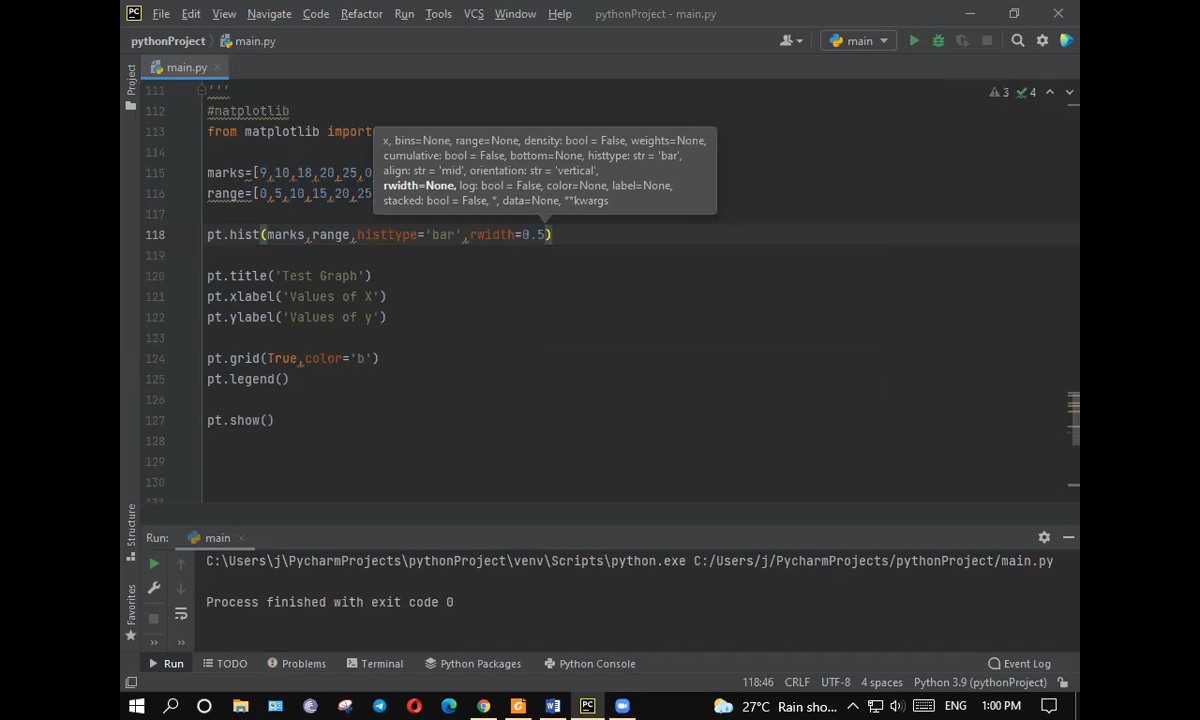 File Edit View Navigate Code Refactor Run Tools VCS Window Help pythonProject - main.py
pythonProject main.py main
main.py
Project
111 '''
3 4
112 #matplotlib
113 from matplotlib import
x, bins=None, range=None, density: bool = False, weights=None,
cumulative: bool = False, bottom=None, histtype: str = 'bar',
align: str = 'mid', orientation: str = 'vertical',
rwidth=None, log: bool = False, color=None, label=None,
stacked: bool = False, *, data=None, **kwargs
114
115 marks=[9,10,18,20,25,0
116 range=[0,5,10,15,20,25
118 pt.hist(marks,range,histtype='bar',rwidth=0.5)
119
120 pt.title('Test Graph')
121 pt.xlabel('Values of X')
122 pt.ylabel('Values of y')
123
124 pt.grid(True,color='b')
125 pt.legend()
126
127 pt.show()
128
129
130
Structure
Favorites
Run: main
C:\Users\j\PycharmProjects\pythonProject\venv\Scripts\python.exe C:/Users/j/PycharmProjects/pythonProject/main.py
Process finished with exit code 0
Run TODO Problems Terminal Python Packages Python Console Event Log
118:46 CRLF UTF-8 4 spaces Python 3.9 (pythonProject)
27°C Rain sho... ENG 1:00 PM